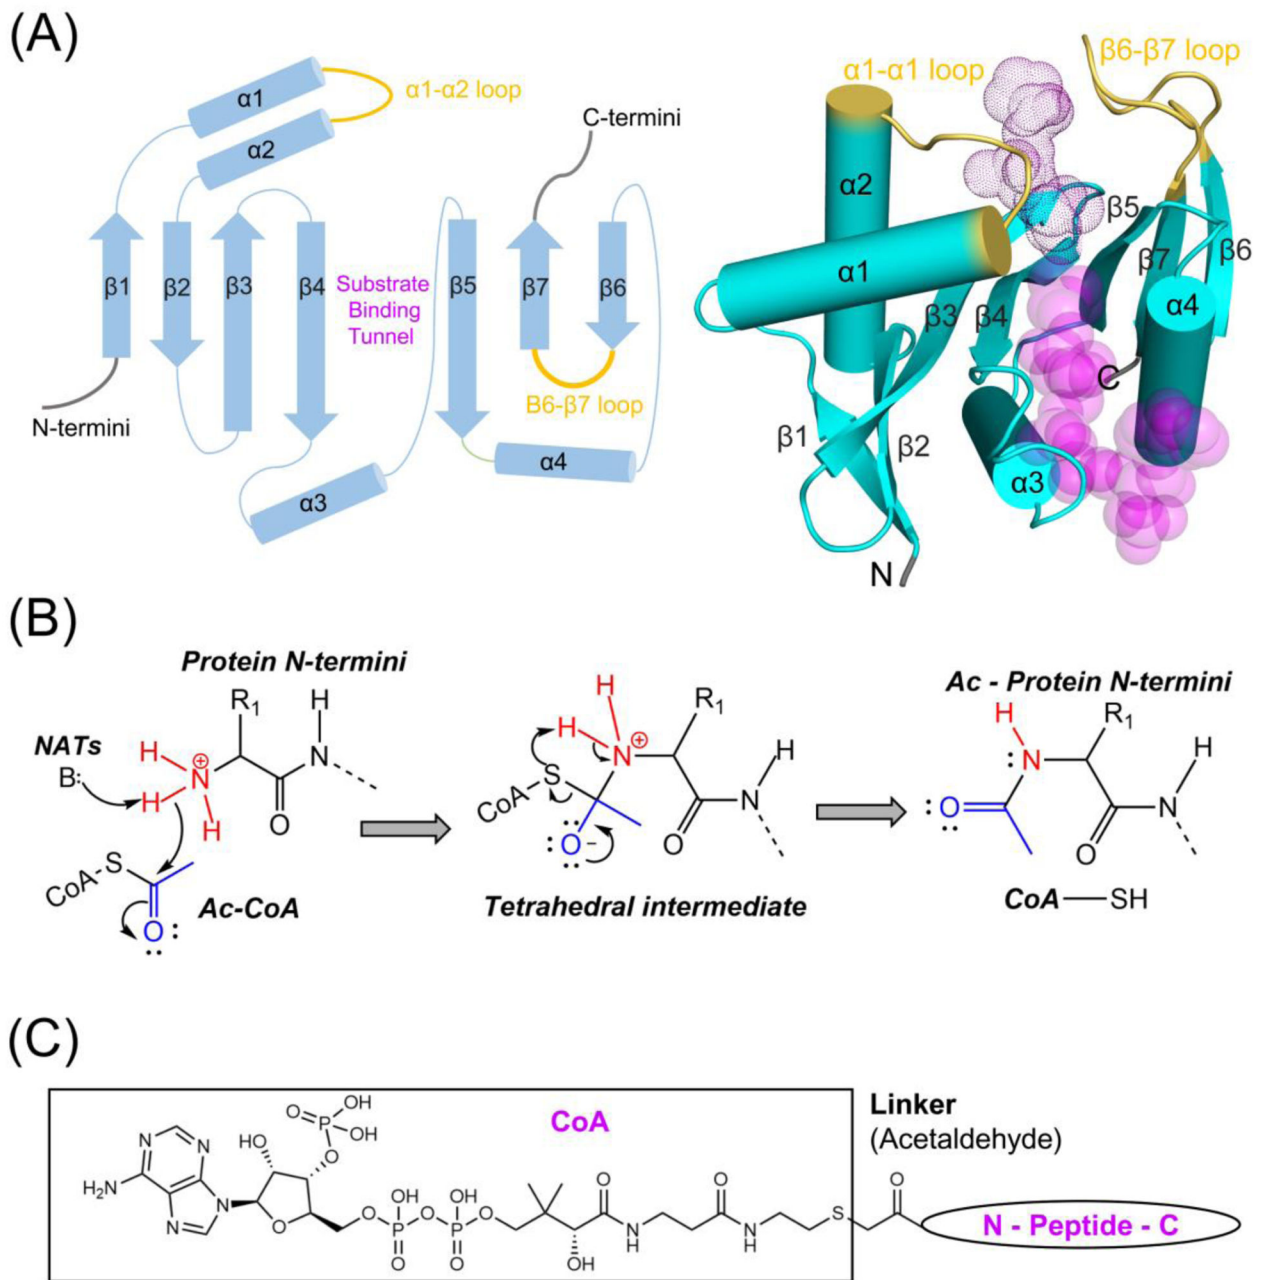 (A)
α1
α1-α2 loop
α2
C-termini
β1
β2
β3
β4
Substrate
Binding
Tunnel
β5
β7
β6
B6-β7 loop
N-termini
α4
α3
α1-α1 loop
β6-β7 loop
α2
β5
α1
β7
β6
β3
β4
α4
C
β1
β2
α3
N
(B)
Protein N-termini
R1
H
NATs
H
B:
N
⊕
N
H
H
O
CoA
S
Ac-CoA
O
H
R1
H
N
⊕
H
S
CoA
N
O
-
O
Tetrahedral intermediate
Ac - Protein N-termini
H
R1
H
N
O
N
O
CoA
SH
(C)
CoA
Linker
(Acetaldehyde)
O
OH
P
OH
N
N
HO
O
H2N
N
N
O
O
OH
OH
P
O
P
O
O
O
O
O
N
H
N
H
S
O
OH
N - Peptide - C